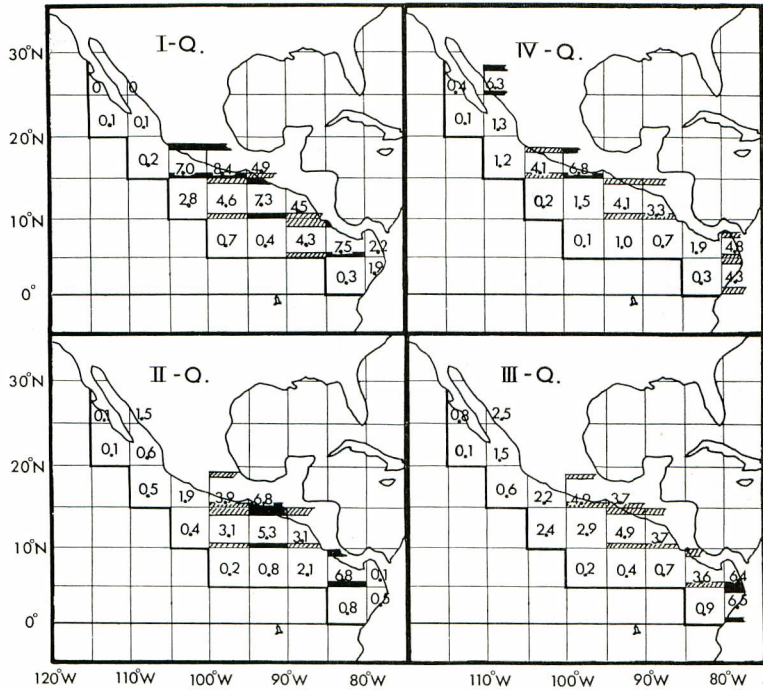 I-Q. IV-Q.
30°N
0 0 0.4 6.3
0.1 0.1 0.1 1.3
20°N
0.2 1.2
7.0 8.4 4.9 4.1 6.8
2.8 4.6 7.3 4.5 0.2 1.5 4.1 3.3
10°N
0.7 0.4 4.3 7.5 2.2 0.1 1.0 0.7 1.9 4.8
0.3 1.9 0.3 4.3
0°
II-Q. III-Q.
30°N
0.1 1.5 0.8 2.5
0.1 0.6 0.1 1.5
20°N
0.5 1.9 3.9 6.8 0.6 2.2 4.9 3.7
0.4 3.1 5.3 3.1 2.4 2.9 4.9 3.7
10°N
0.2 0.8 2.1 6.8 0.1 0.2 0.4 0.7 3.6 6.4
0.8 0.5 0.9 6.5
0°
120°W 110°W 100°W 90°W 80°W 110°W 100°W 90°W 80°W